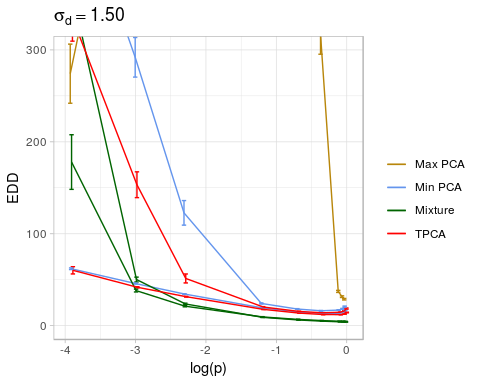 σd = 1.50
300
200
100
0
EDD
-4
-3
-2
-1
0
log(p)
Max PCA
Min PCA
Mixture
TPCA